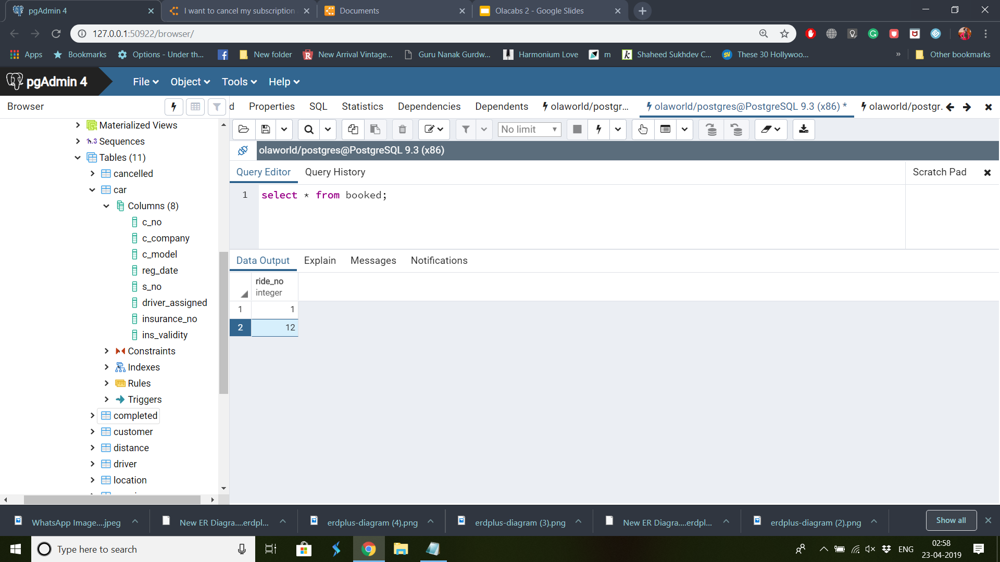 pgAdmin 4
I want to cancel my subscription
Documents
Olacabs 2 - Google Slides
127.0.0.1:50922/browser/
Apps
Bookmarks
Options - Under th...
New folder
New Arrival Vintage...
Guru Nanak Gurdw...
Harmonium Love
m
Shaheed Sukhdev C...
These 30 Hollywoo...
»
Other bookmarks
pgAdmin 4
File
Object
Tools
Help
Browser
d
Properties
SQL
Statistics
Dependencies
Dependents
olaworld/postgr...
olaworld/postgres@PostgreSQL 9.3 (x86) *
olaworld/postgr.
No limit
olaworld/postgres@PostgreSQL 9.3 (x86)
Query Editor
Query History
Scratch Pad
1 select * from booked;
Data Output
Explain
Messages
Notifications
ride_no
integer
1 1
2 12
Materialized Views
1..3 Sequences
Tables (11)
cancelled
car
Columns (8)
c_no
c_company
c_model
reg_date
s_no
driver_assigned
insurance_no
ins_validity
Constraints
Indexes
Rules
Triggers
completed
customer
distance
driver
location
WhatsApp Image....jpeg
New ER Diagra....erdpl...
erdplus-diagram (4).png
erdplus-diagram (3).png
New ER Diagra....erdpl...
erdplus-diagram (2).png
Show all
Type here to search
ENG
02:58
23-04-2019